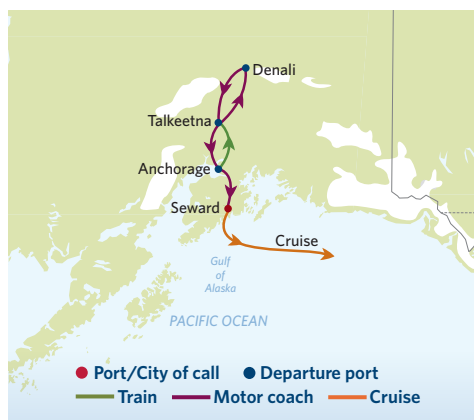 Denali
Talkeetna
Anchorage
Seward
Cruise
Gulf
of
Alaska
PACIFIC OCEAN
Port/City of call
Departure port
Train
Motor coach
Cruise